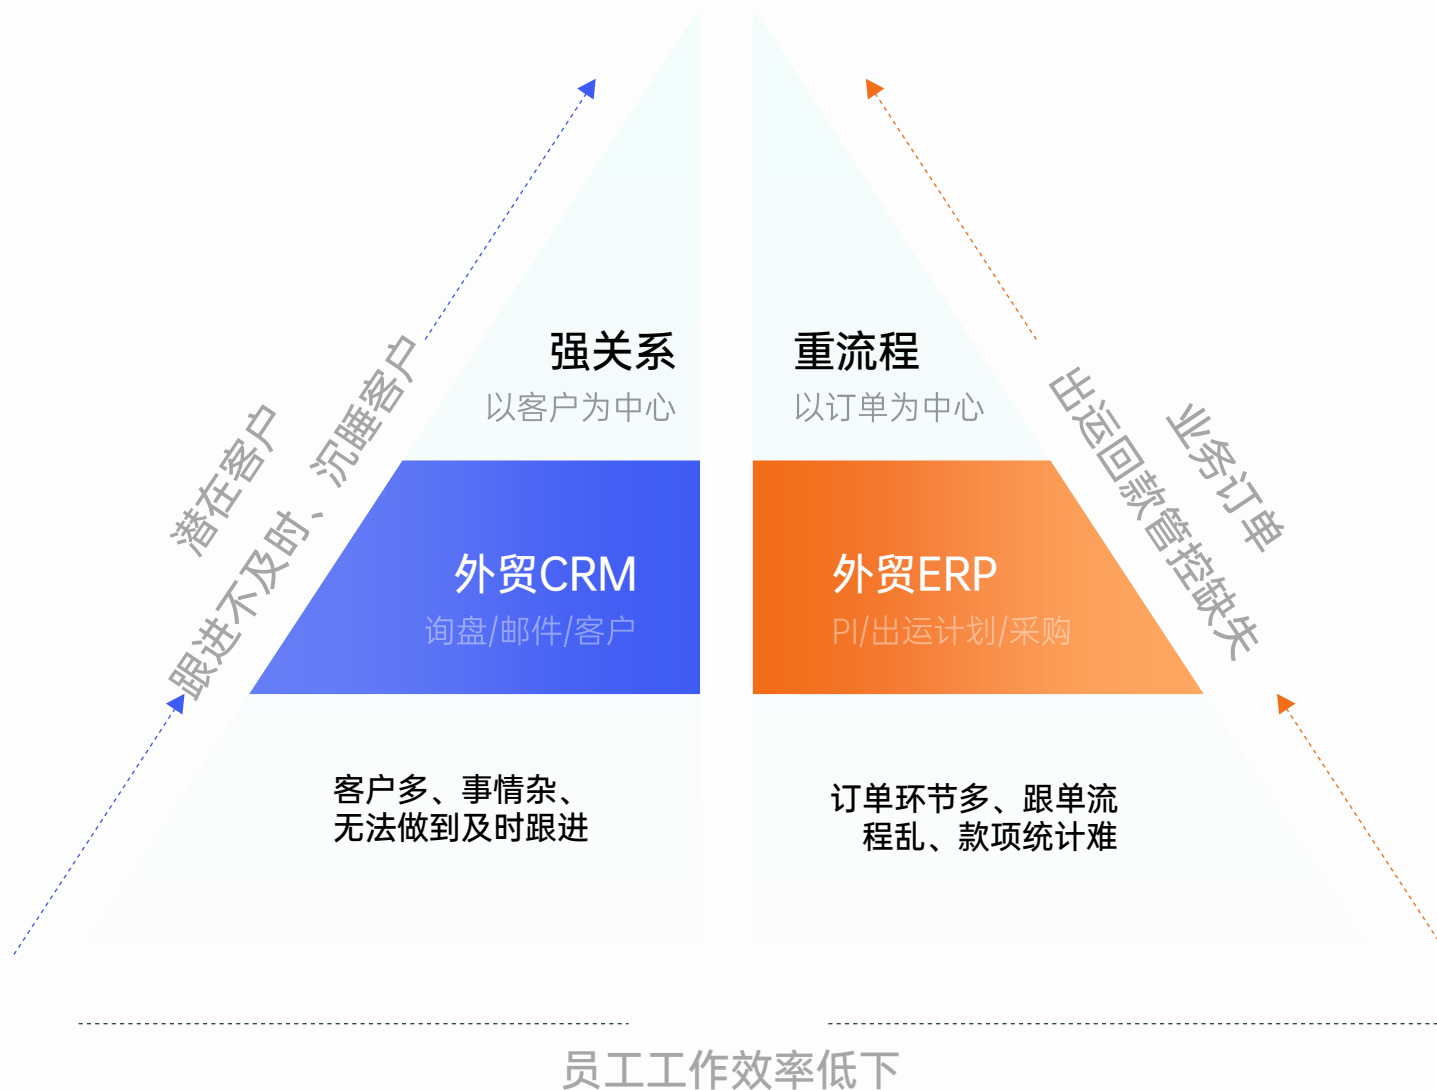 强关系
以客户为中心
重流程
以订单为中心
潜在客户
跟进不及时、沉睡客户
业务订单
出运回款管控缺失
外贸CRM
询盘/邮件/客户
外贸ERP
PI/出运计划/采购
客户多、事情杂、
无法做到及时跟进
订单环节多、跟单流
程乱、款项统计难
员工工作效率低下